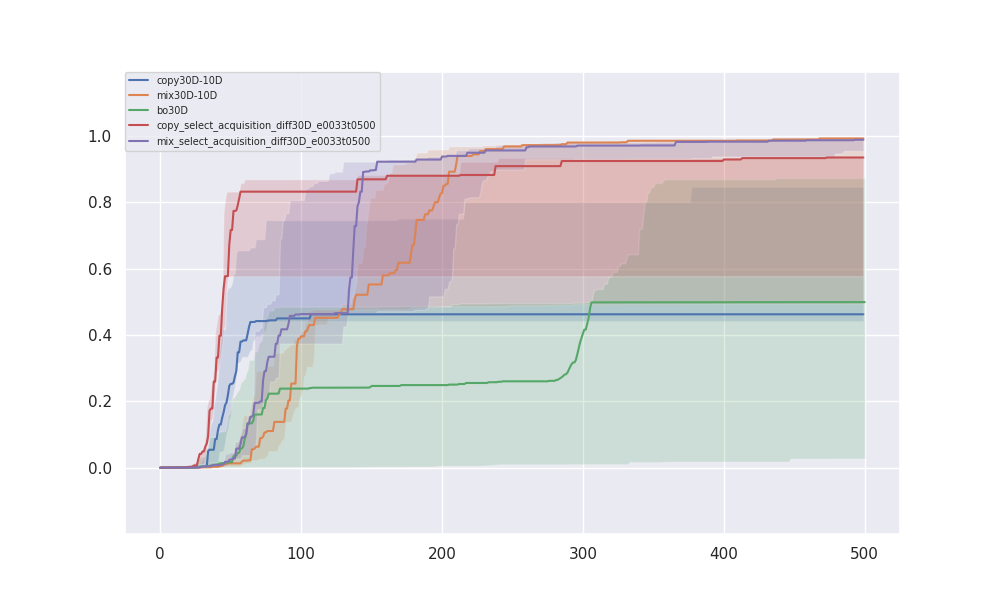 copy30D-10D
mix30D-10D
bo30D
copy_select_acquisition_diff30D_e0033t0500
mix_select_acquisition_diff30D_e0033t0500
1.0
0.8
0.6
0.4
0.2
0.0
0 100 200 300 400 500